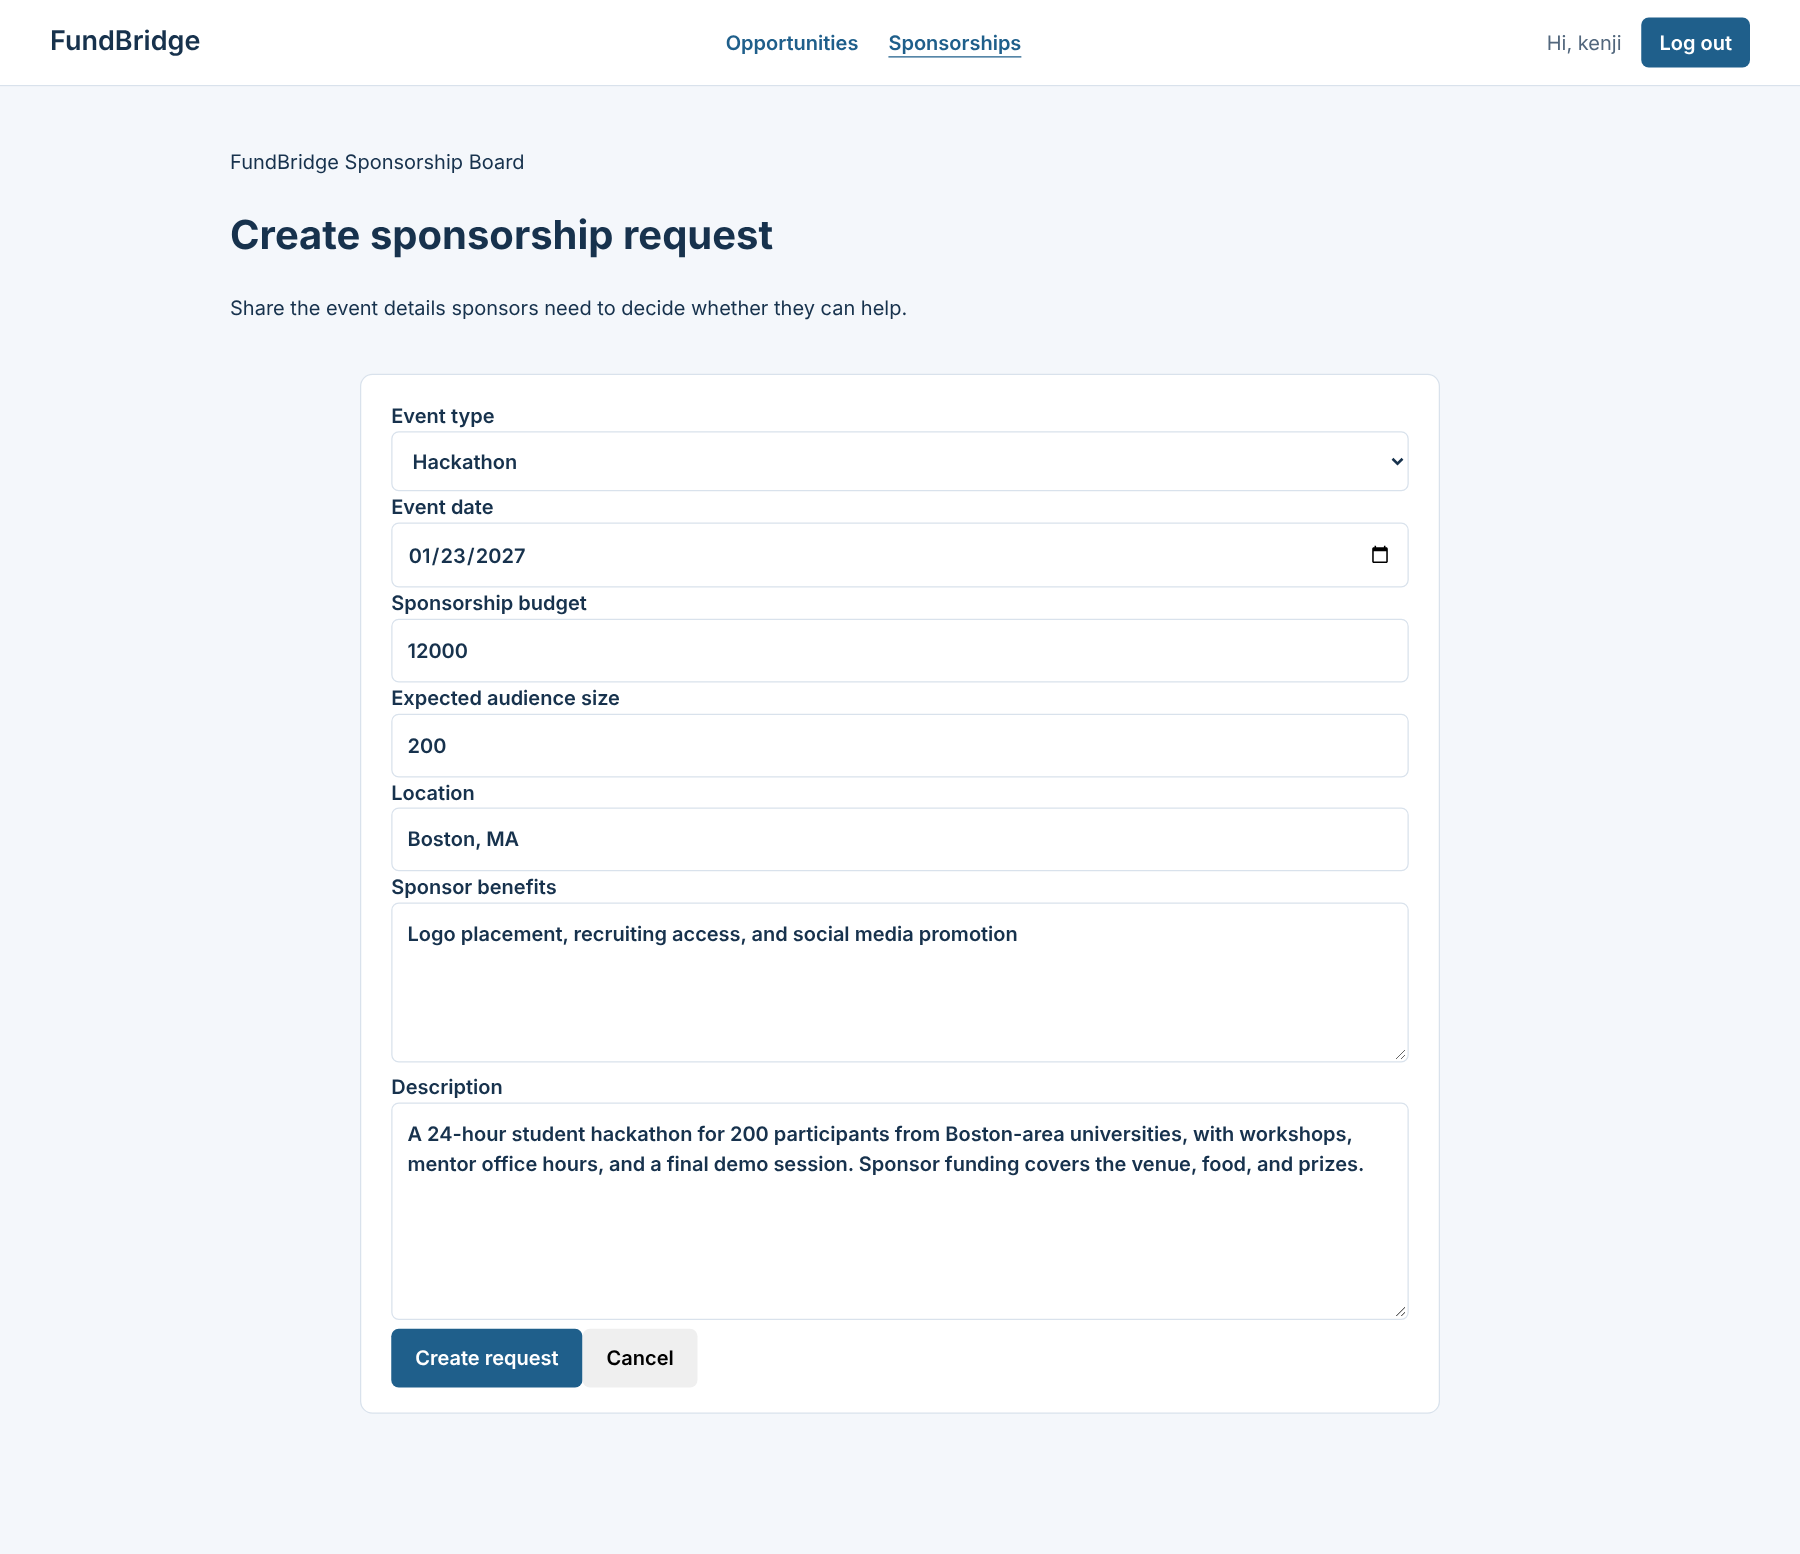 FundBridge
Opportunities
Sponsorships
Hi, kenji
Log out
FundBridge Sponsorship Board
Create sponsorship request
Share the event details sponsors need to decide whether they can help.
Event type
Hackathon
Event date
01/23/2027
Sponsorship budget
12000
Expected audience size
200
Location
Boston, MA
Sponsor benefits
Logo placement, recruiting access, and social media promotion
Description
A 24-hour student hackathon for 200 participants from Boston-area universities, with workshops,
mentor office hours, and a final demo session. Sponsor funding covers the venue, food, and prizes.
Create request
Cancel